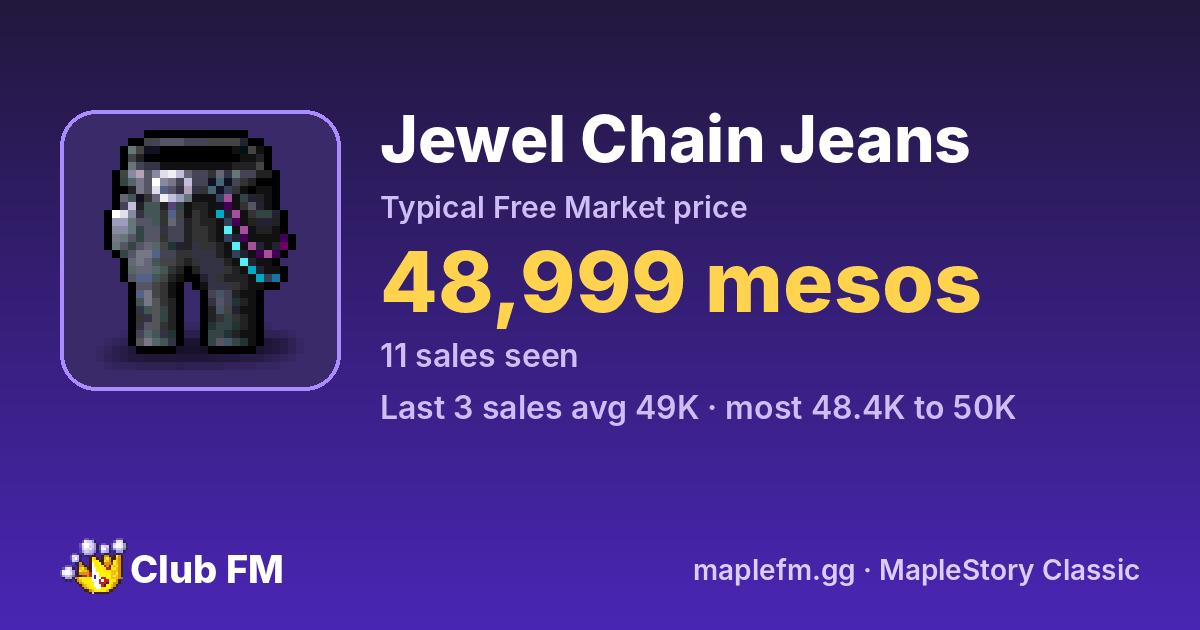 Jewel Chain Jeans
Typical Free Market price
48,999 mesos
11 sales seen
Last 3 sales avg 49K · most 48.4K to 50K
Club FM
maplefm.gg · MapleStory Classic